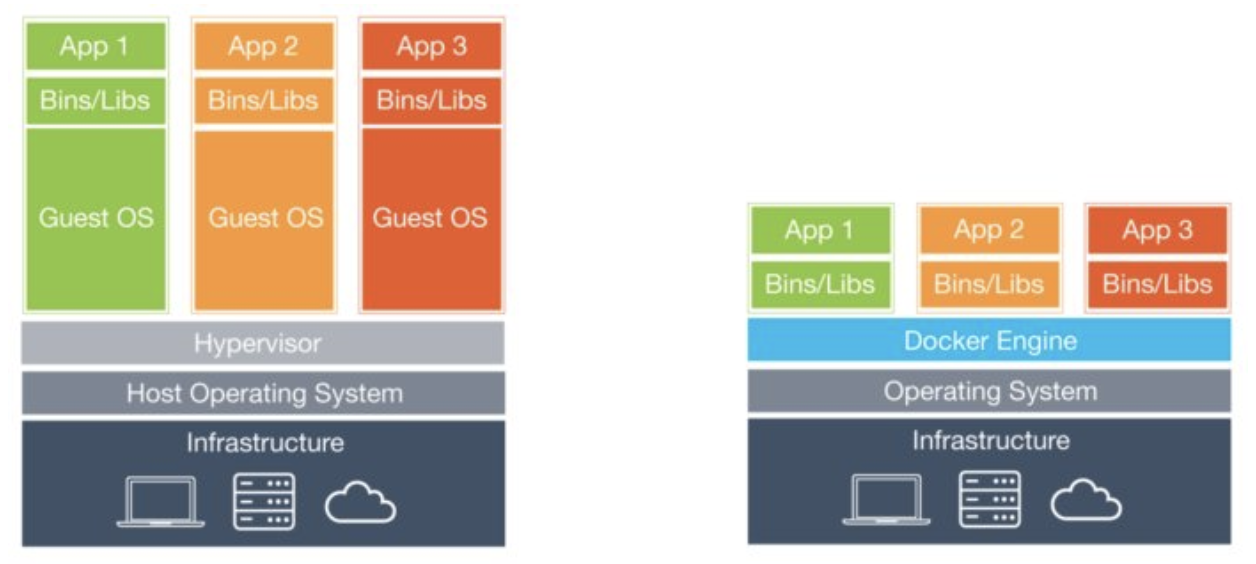 App 1
App 2
App 3
Bins/Libs
Bins/Libs
Bins/Libs
Guest OS
Guest OS
Guest OS
Hypervisor
Host Operating System
Infrastructure
App 1
App 2
App 3
Bins/Libs
Bins/Libs
Bins/Libs
Docker Engine
Operating System
Infrastructure